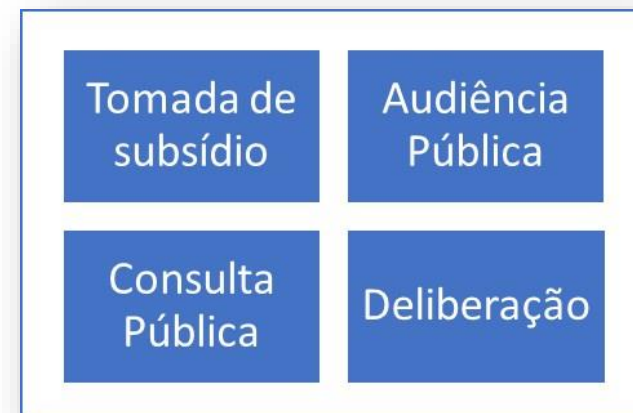 Tomada de
subsídio
Audiência
Pública
Consulta
Pública
Deliberação